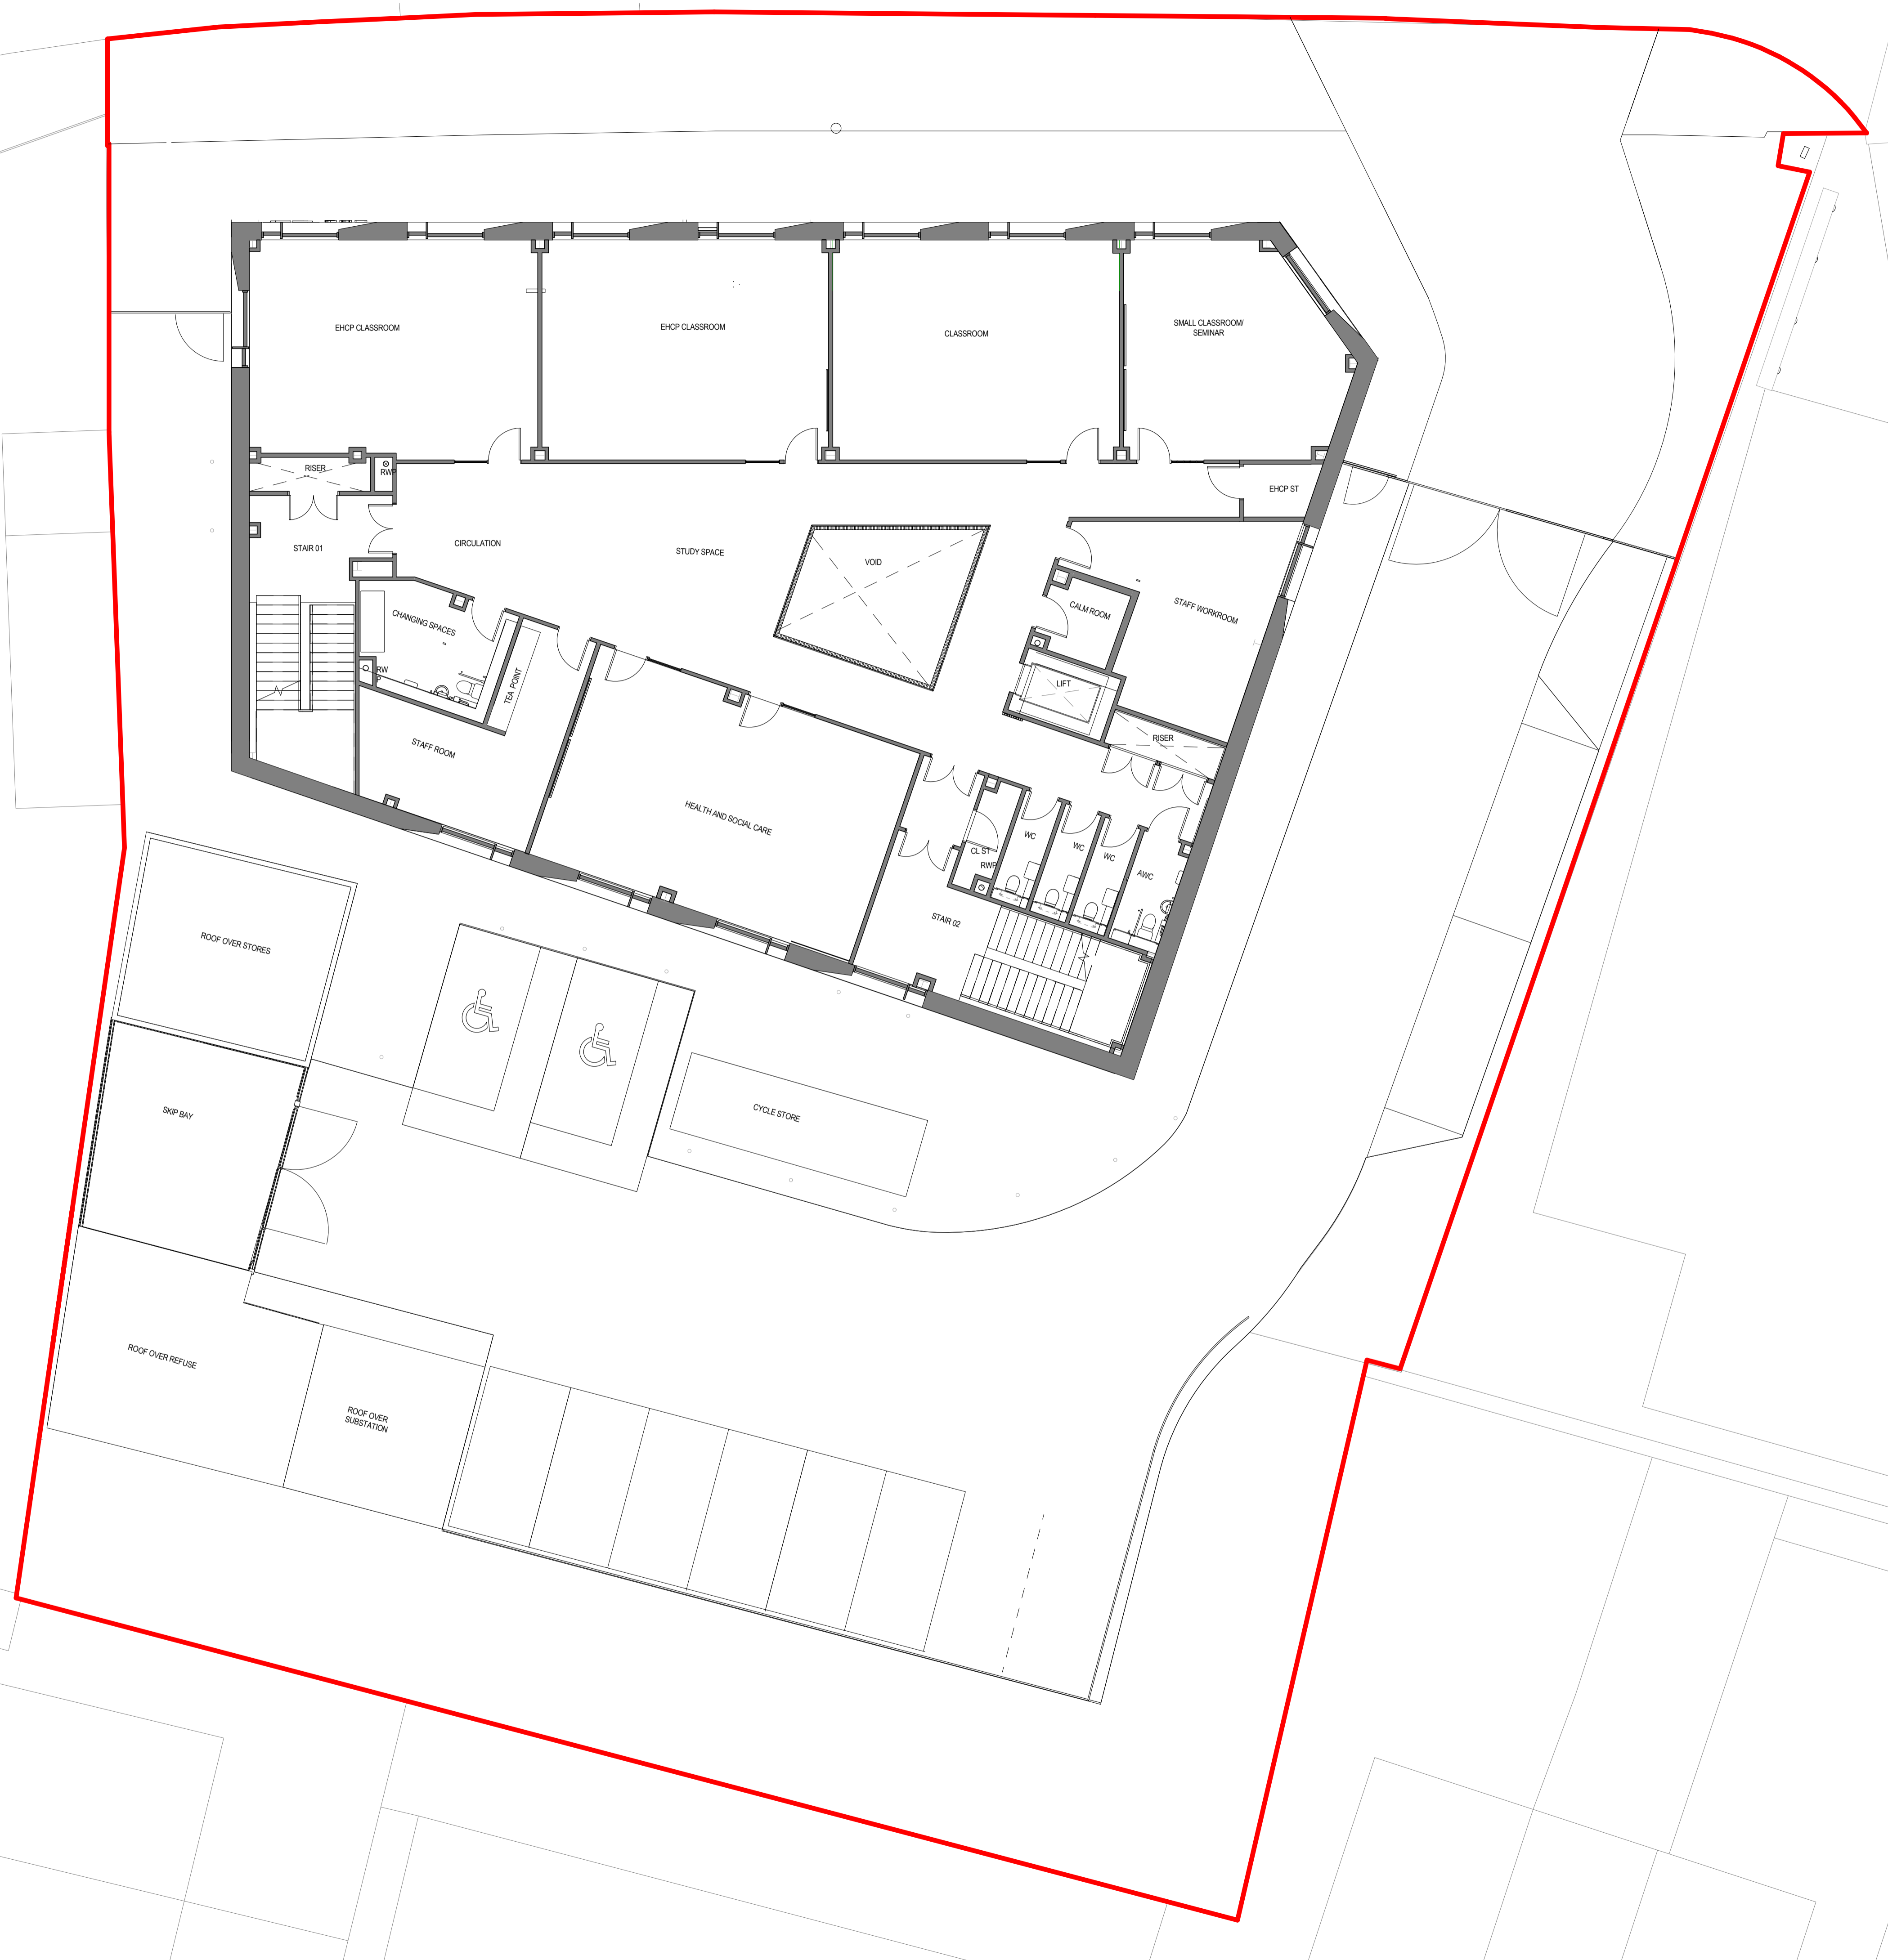 EHCP CLASSROOM
EHCP CLASSROOM
CLASSROOM
SMALL CLASSROOM/
SEMINAR
RISER
RWP
EHCP ST
STAIR 01
CIRCULATION
STUDY SPACE
VOID
CHANGING SPACES
CALM ROOM
STAFF WORKROOM
RW
P
TEA POINT
LIFT
STAFF ROOM
RISER
HEALTH AND SOCIAL CARE
WC
WC
WC
AWC
CL ST
RWP
STAIR 02
ROOF OVER STORES
SKIP BAY
CYCLE STORE
ROOF OVER REFUSE
ROOF OVER
SUBSTATION